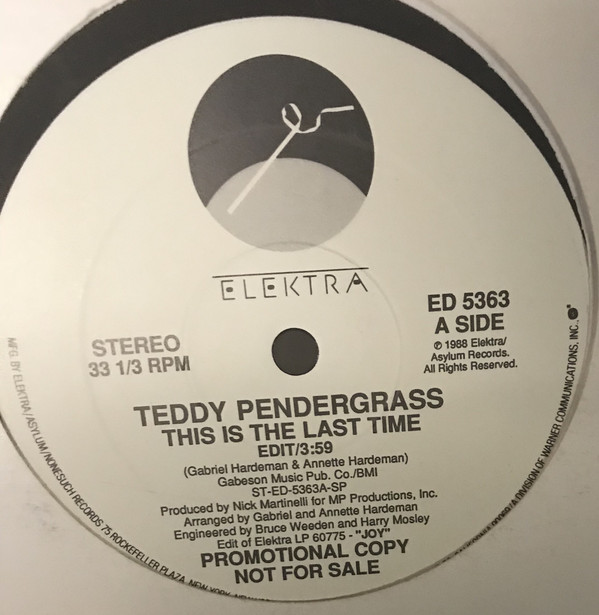 ELEKTRA
STEREO
33 1/3 RPM
ED 5363
A SIDE
℗ 1988 Elektra/
Asylum Records.
All Rights Reserved.
TEDDY PENDERGRASS
THIS IS THE LAST TIME
EDIT/3:59
(Gabriel Hardeman & Annette Hardeman)
Gabeson Music Pub. Co./BMI
ST-ED-5363A-SP
Produced by Nick Martinelli for MP Productions, Inc.
Arranged by Gabriel and Annette Hardeman
Engineered by Bruce Weeden and Harry Mosley
Edit of Elektra LP 60775 - "JOY"
PROMOTIONAL COPY
NOT FOR SALE
MFG. BY ELEKTRA/ASYLUM/NONESUCH RECORDS 75 ROCKEFELLER PLAZA, NEW YORK, A DIVISION OF WARNER COMMUNICATIONS, INC.